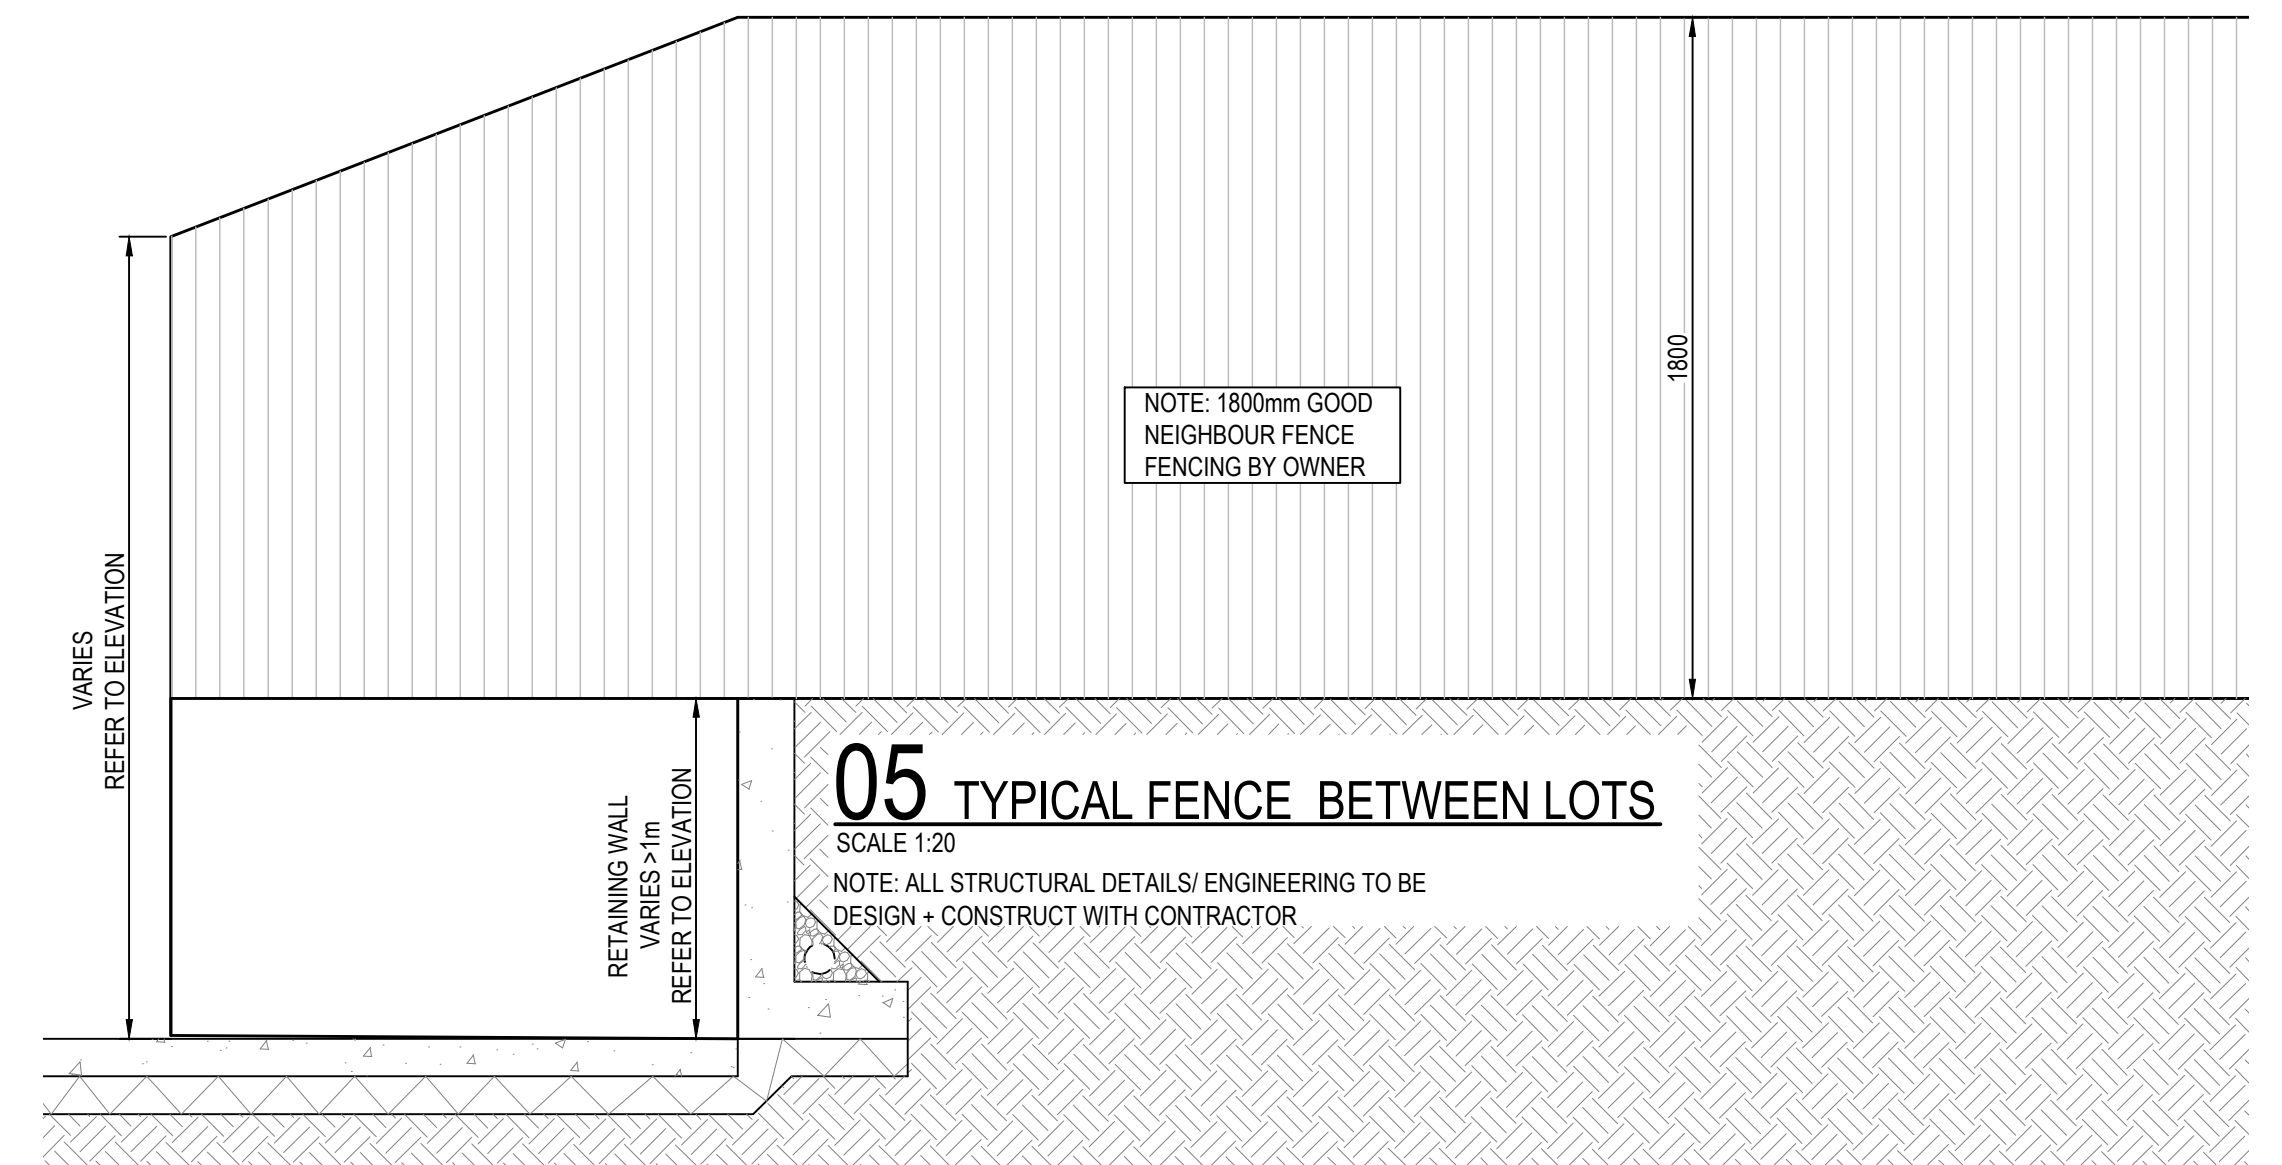 NOTE: 1800mm GOOD
NEIGHBOUR FENCE
FENCING BY OWNER
1800
VARIES
REFER TO ELEVATION
RETAINING WALL
VARIES >1m
REFER TO ELEVATION
05 TYPICAL FENCE BETWEEN LOTS
SCALE 1:20
NOTE: ALL STRUCTURAL DETAILS/ ENGINEERING TO BE
DESIGN + CONSTRUCT WITH CONTRACTOR